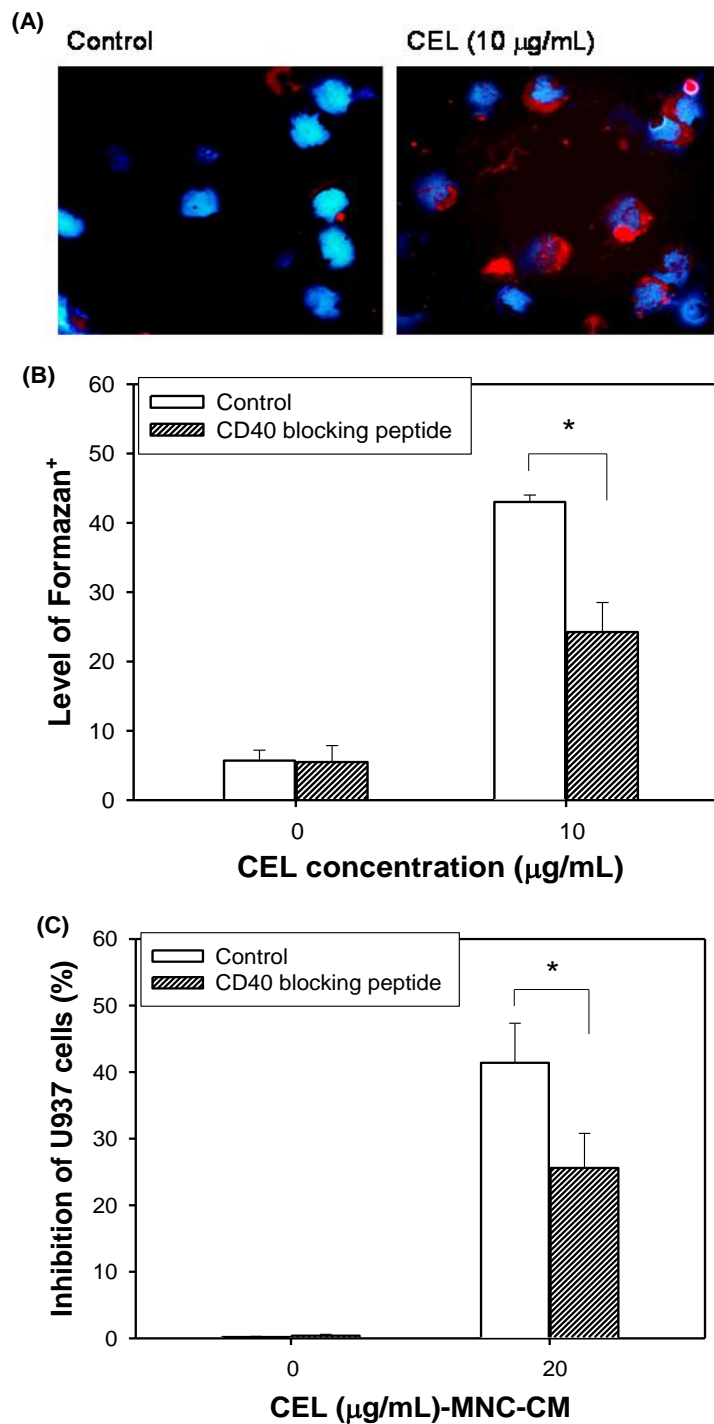 (A)
Control
CEL (10 μg/mL)
(B)
60
50
40
30
20
10
0
Level of Formazan⁺
Control
CD40 blocking peptide
*
0
10
CEL concentration (μg/mL)
(C)
60
50
40
30
20
10
0
Inhibition of U937 cells (%)
Control
CD40 blocking peptide
*
0
20
CEL (μg/mL)-MNC-CM